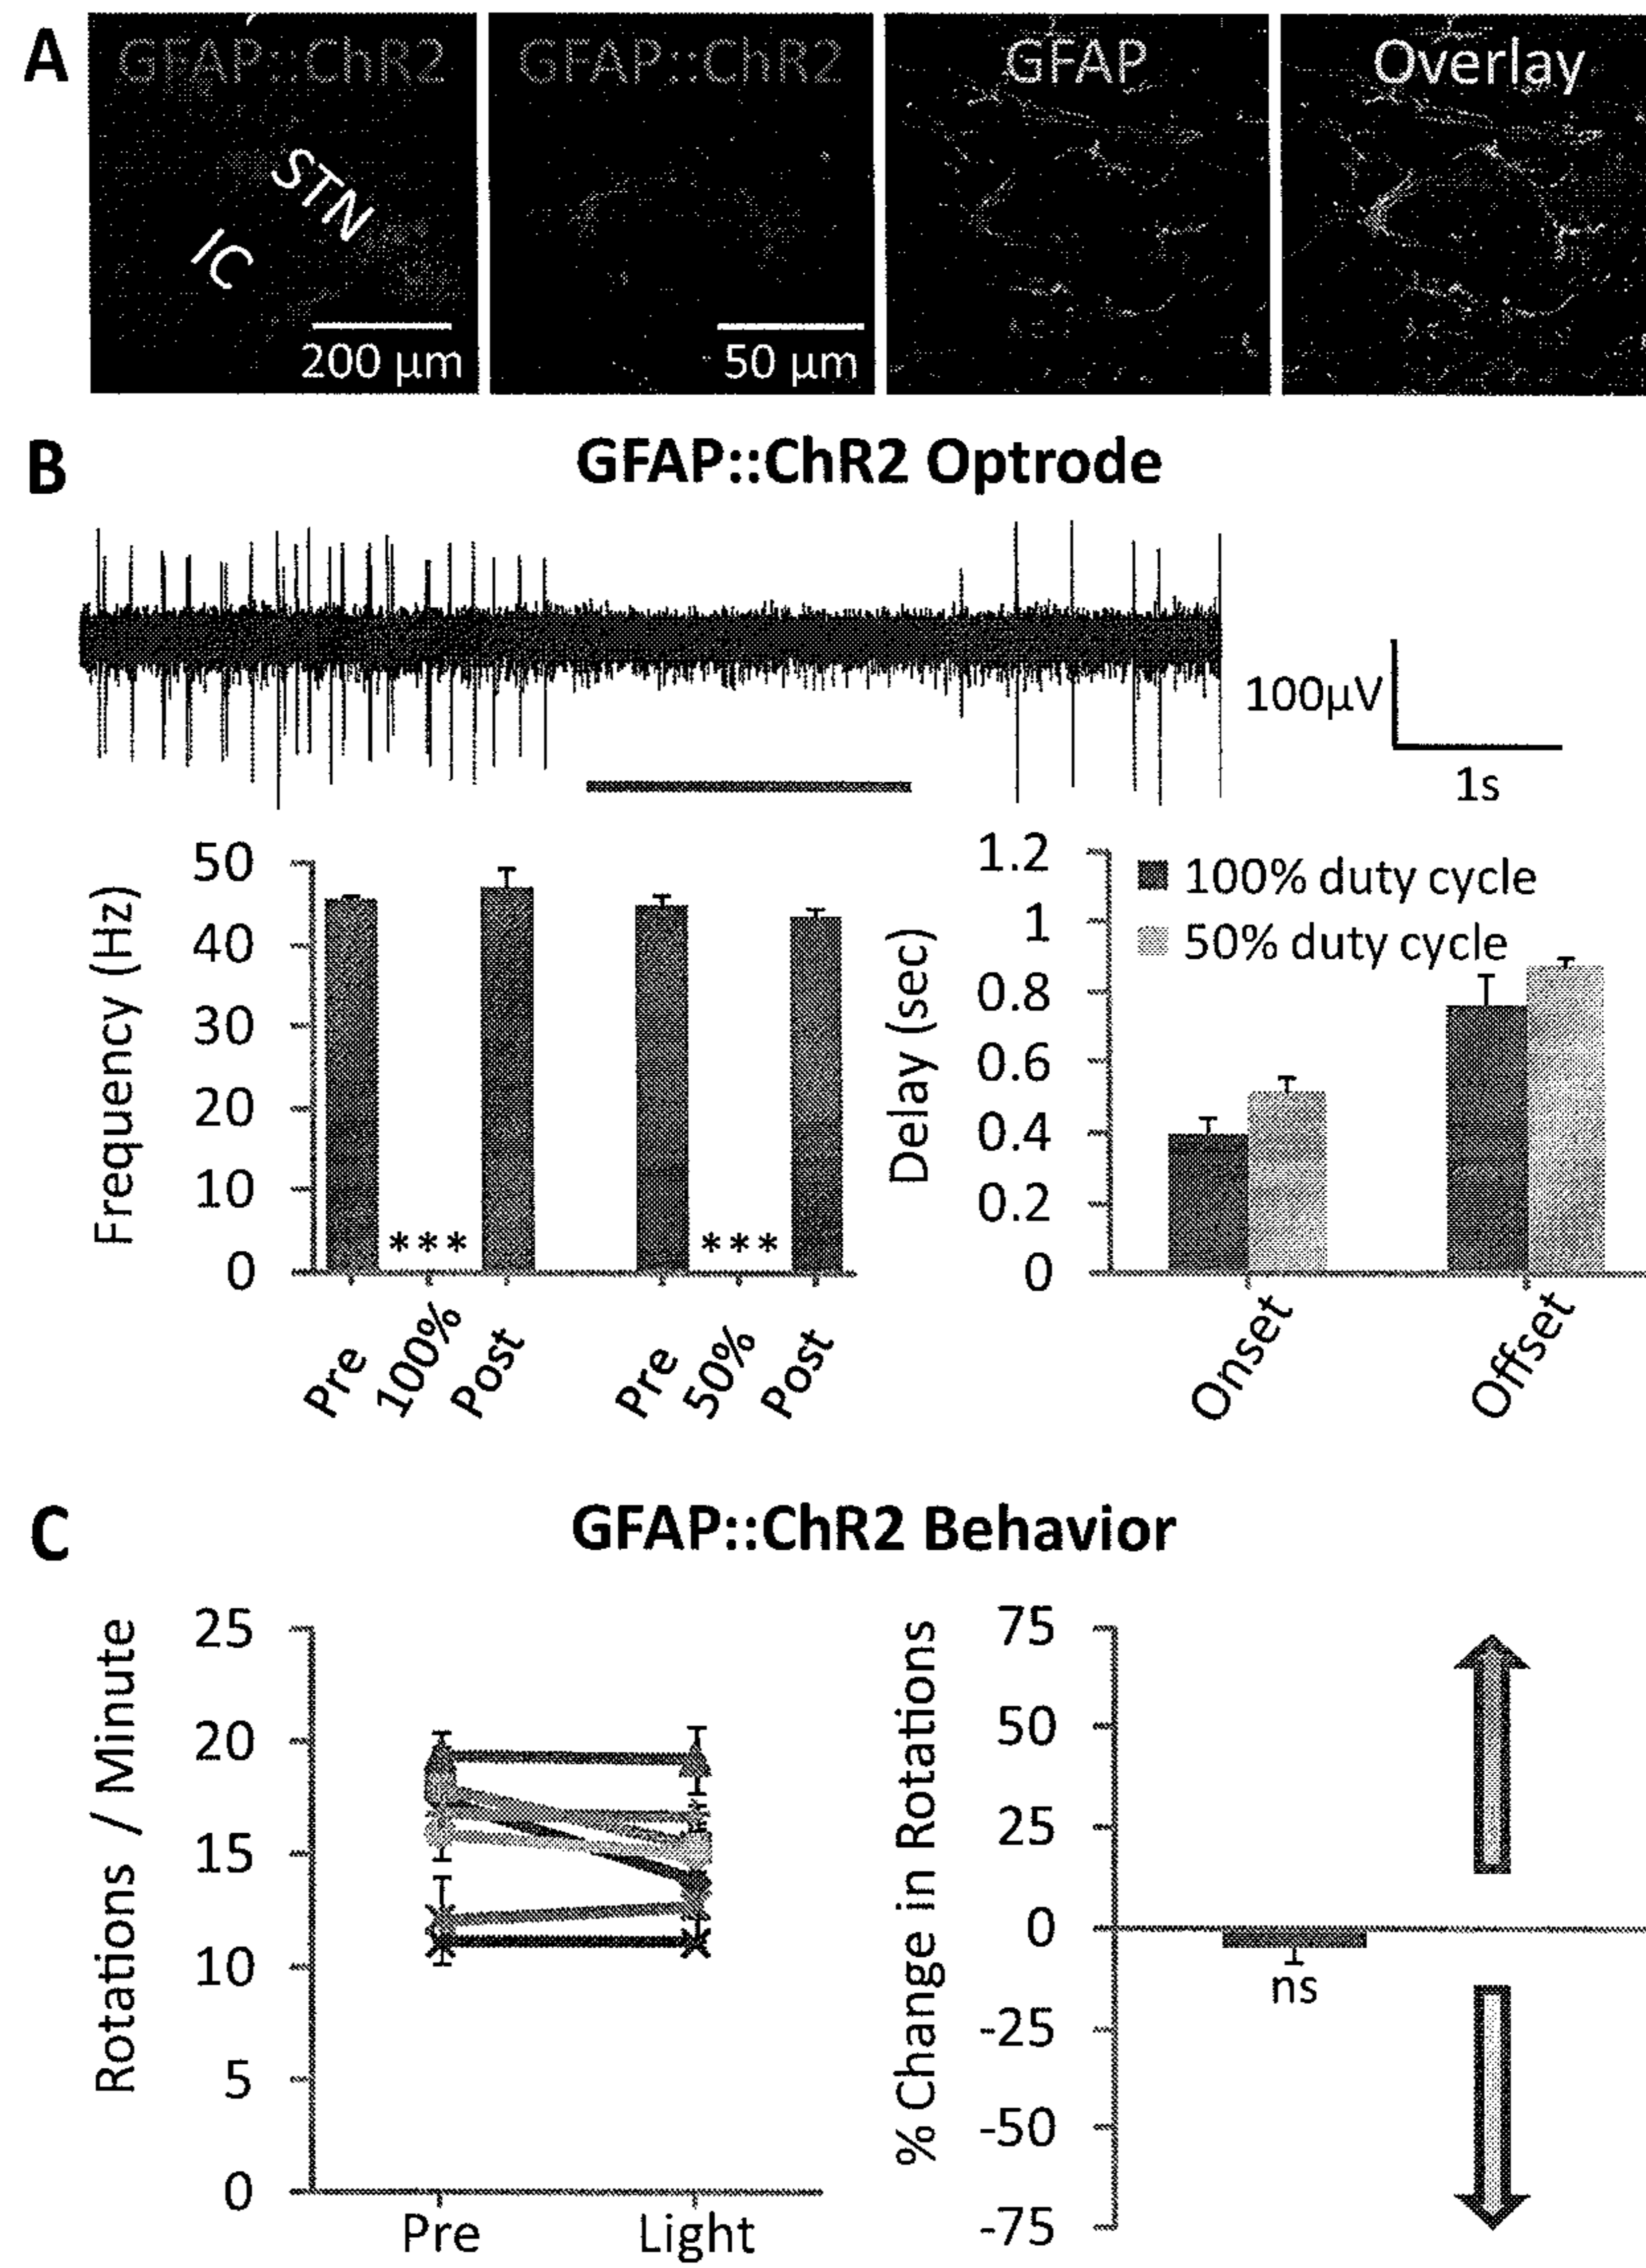 A
GFAP::ChR2
GFAP::ChR2
GFAP
Overlay
STN
IC
200 µm
50 µm
B
GFAP::ChR2 Optrode
100µV
1s
Frequency (Hz)
50
40
30
20
10
0
***
***
Pre
100%
Post
Pre
50%
Post
Delay (sec)
1.2
1
0.8
0.6
0.4
0.2
0
100% duty cycle
50% duty cycle
Onset
Offset
C
GFAP::ChR2 Behavior
Rotations / Minute
25
20
15
10
5
0
Pre
Light
% Change in Rotations
75
50
25
0
-25
-50
-75
ns